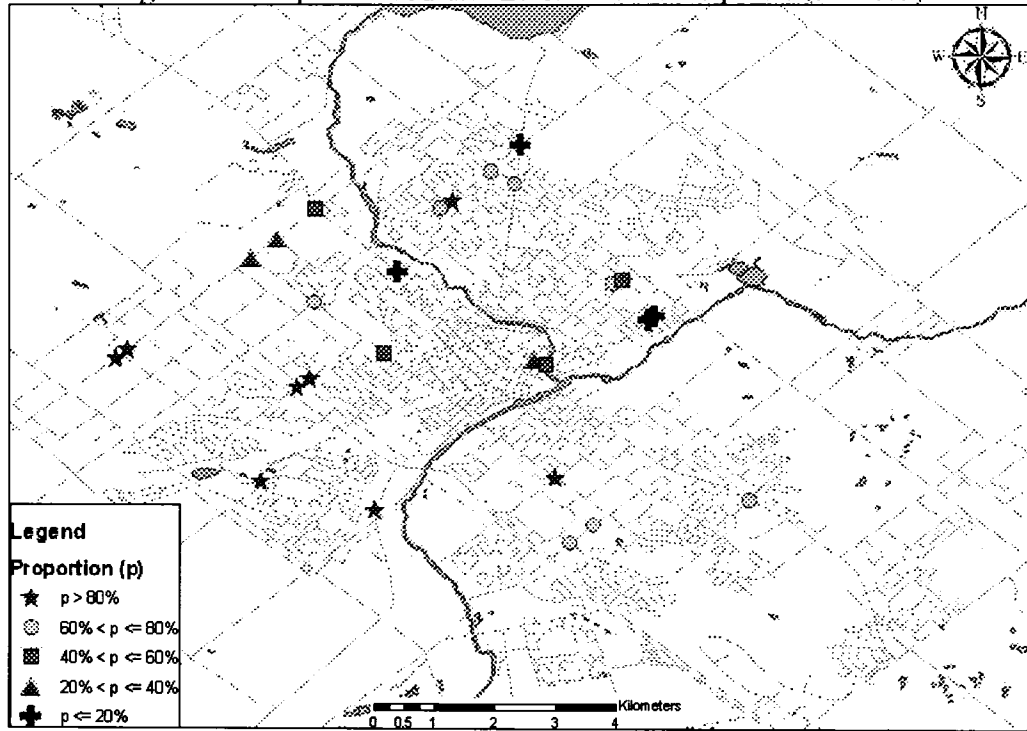 N
W E
S
Legend
Proportion (p)
p > 80%
60% < p <= 80%
40% < p <= 60%
20% < p <= 40%
p <= 20%
Kilometers
0 0.5 1 2 3 4